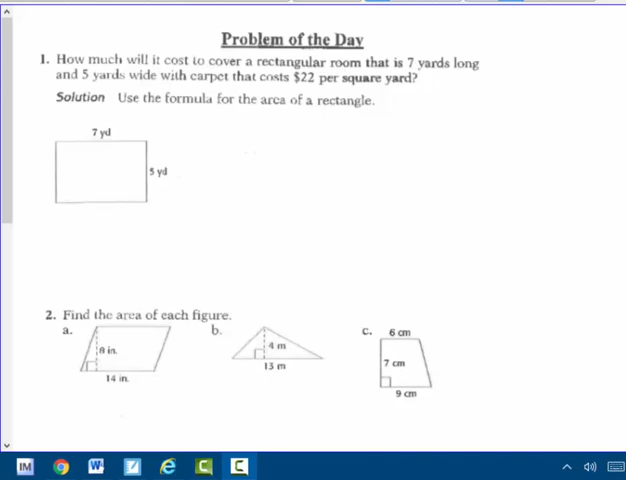 Problem of the Day
1. How much will it cost to cover a rectangular room that is 7 yards long
and 5 yards wide with carpet that costs $22 per square yard?
Solution Use the formula for the area of a rectangle.
7 yd
5 yd
2. Find the area of each figure.
a. b. c. 6 cm
8 in. 4 m 7 cm
14 in. 13 m 9 cm
IM